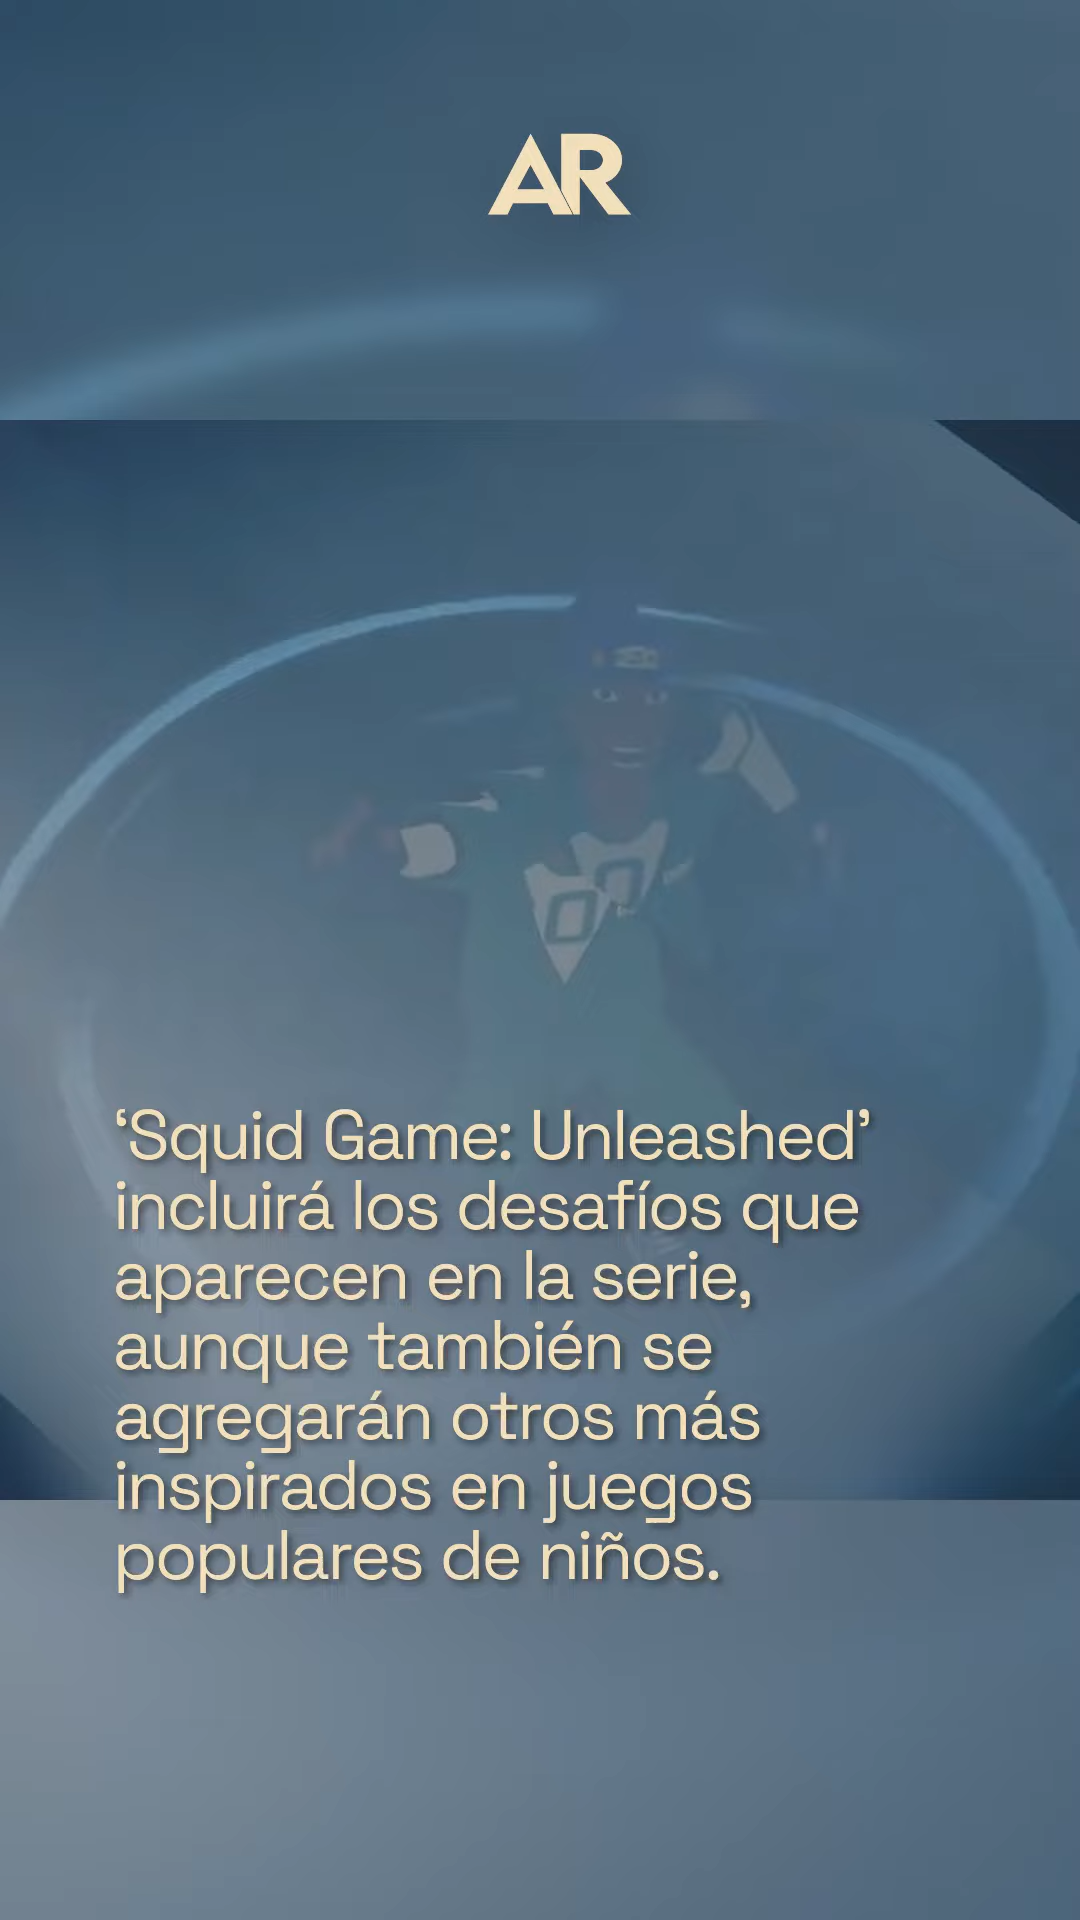 AR
‘Squid Game: Unleashed’
incluirá los desafíos que
aparecen en la serie,
aunque también se
agregarán otros más
inspirados en juegos
populares de niños.